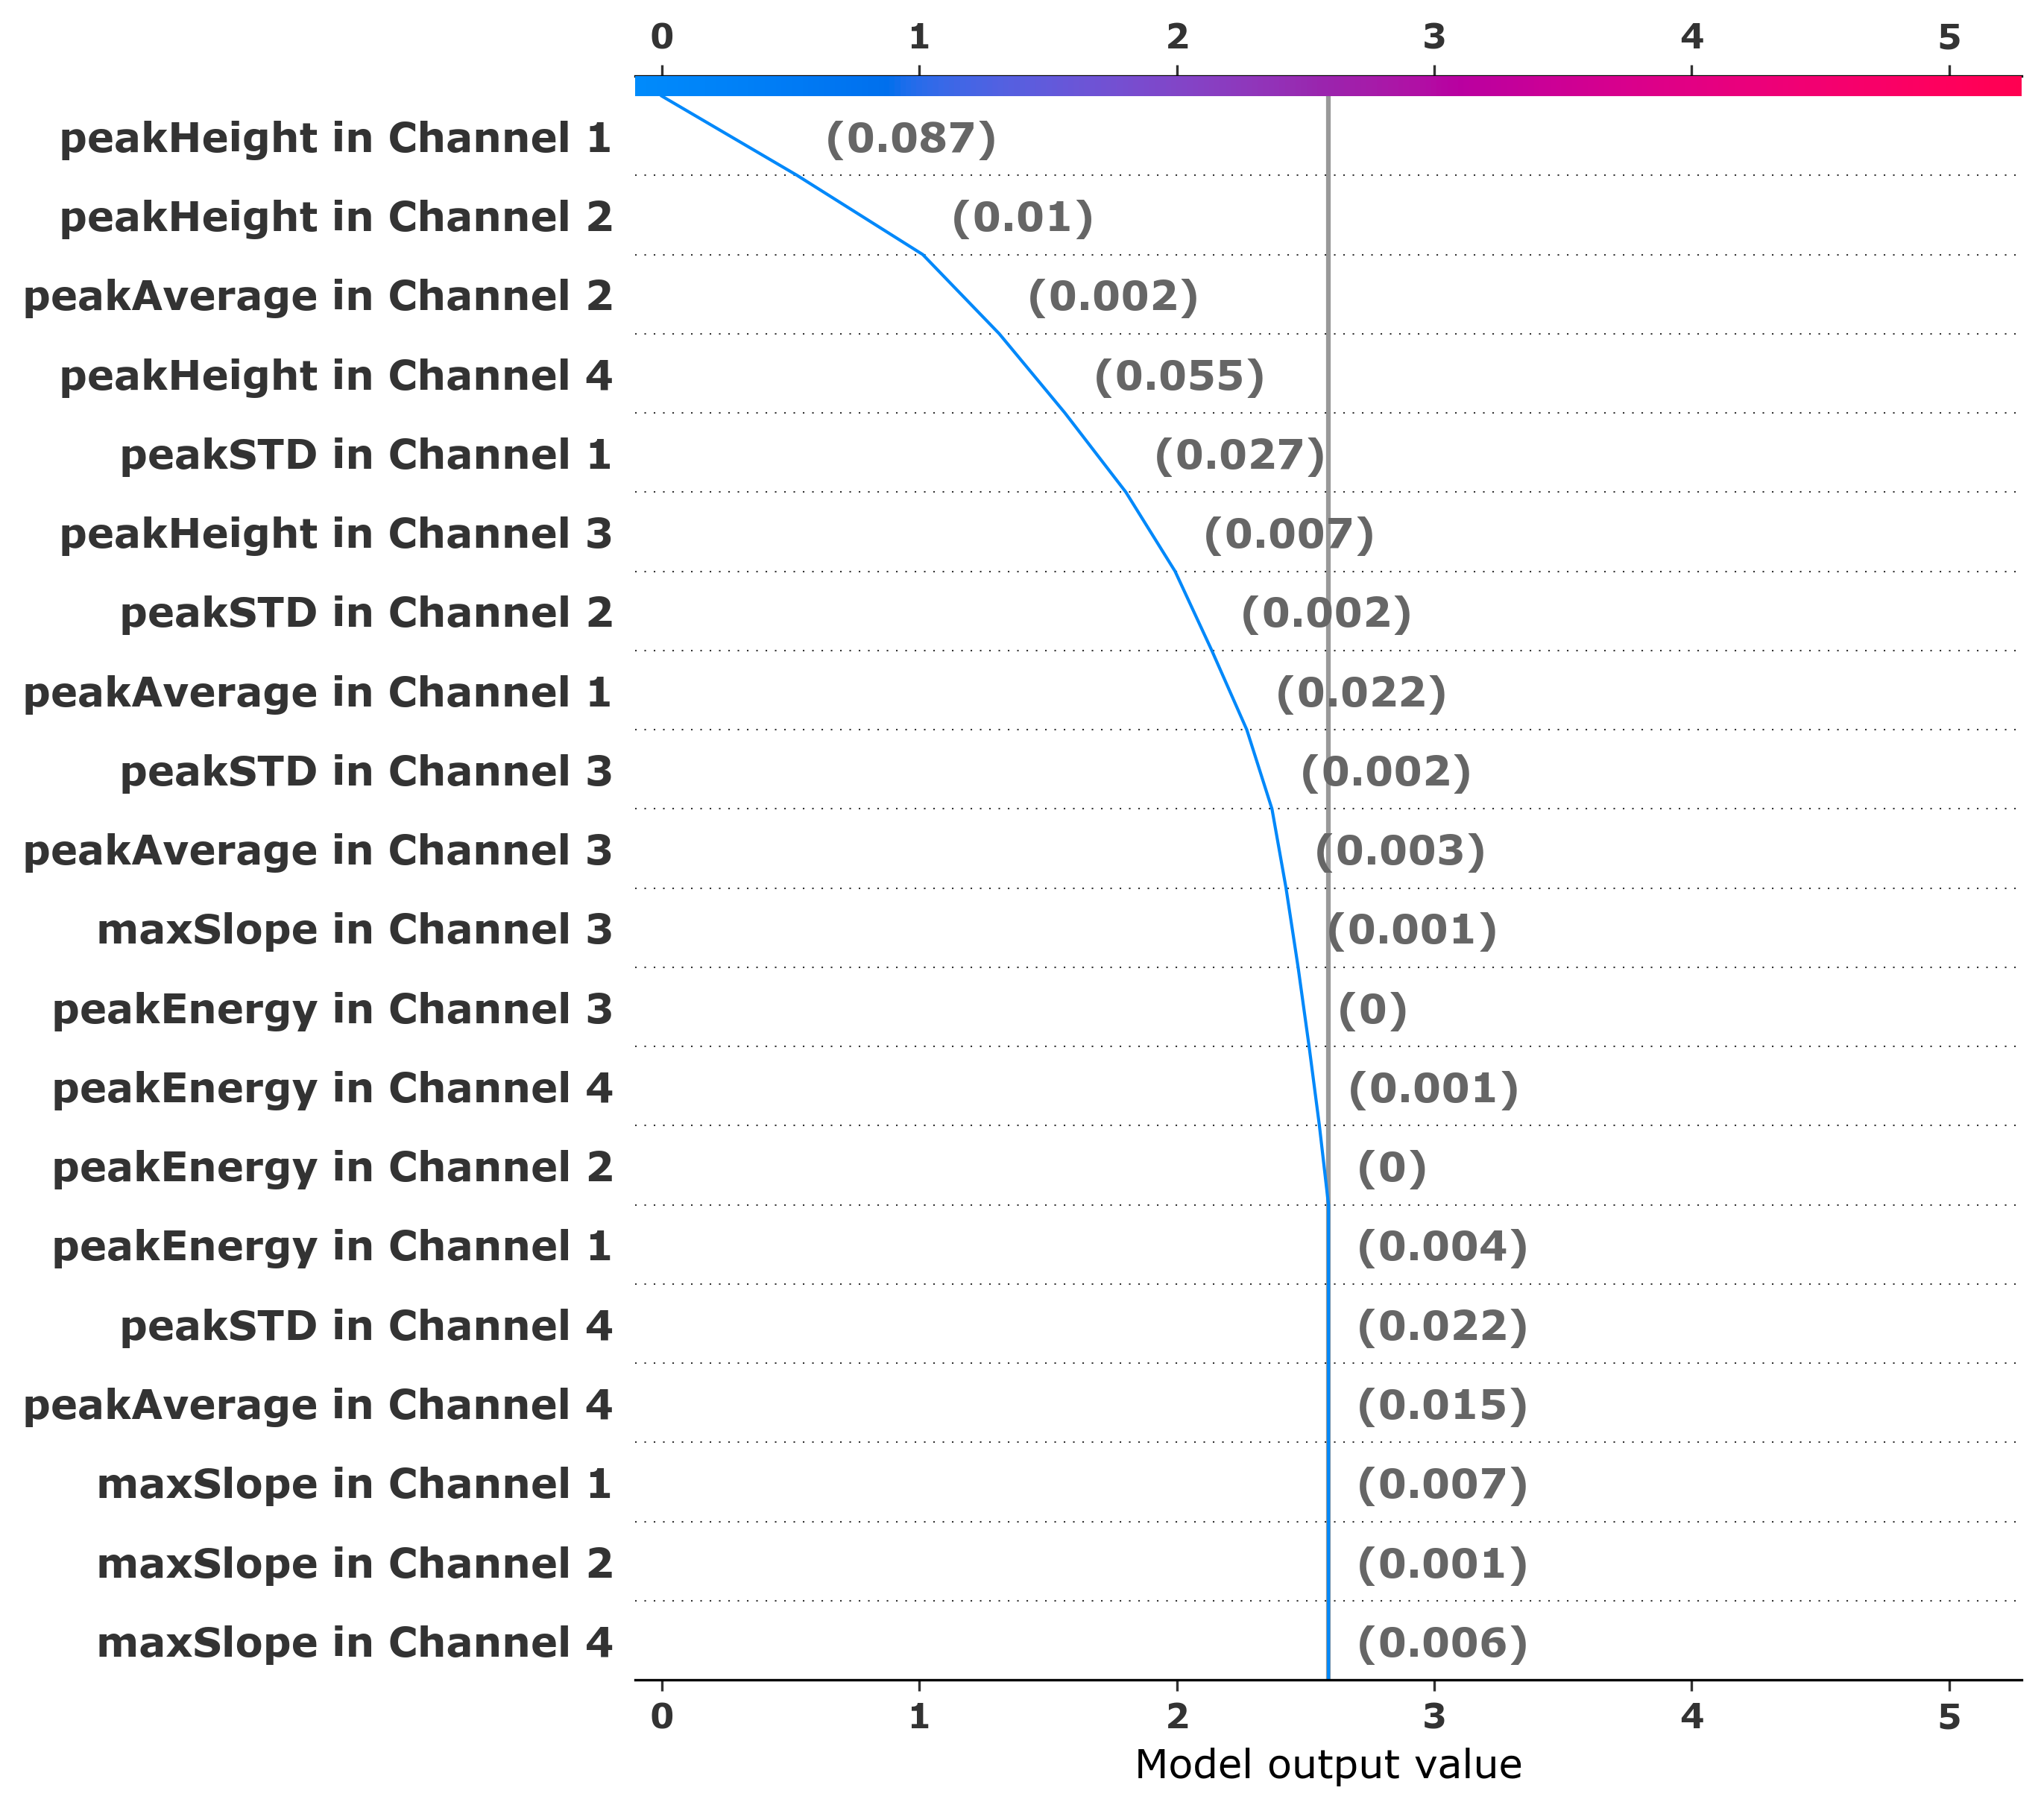 0 1 2 3 4 5
peakHeight in Channel 1 (0.087)
peakHeight in Channel 2 (0.01)
peakAverage in Channel 2 (0.002)
peakHeight in Channel 4 (0.055)
peakSTD in Channel 1 (0.027)
peakHeight in Channel 3 (0.007)
peakSTD in Channel 2 (0.002)
peakAverage in Channel 1 (0.022)
peakSTD in Channel 3 (0.002)
peakAverage in Channel 3 (0.003)
maxSlope in Channel 3 (0.001)
peakEnergy in Channel 3 (0)
peakEnergy in Channel 4 (0.001)
peakEnergy in Channel 2 (0)
peakEnergy in Channel 1 (0.004)
peakSTD in Channel 4 (0.022)
peakAverage in Channel 4 (0.015)
maxSlope in Channel 1 (0.007)
maxSlope in Channel 2 (0.001)
maxSlope in Channel 4 (0.006)
0 1 2 3 4 5
Model output value